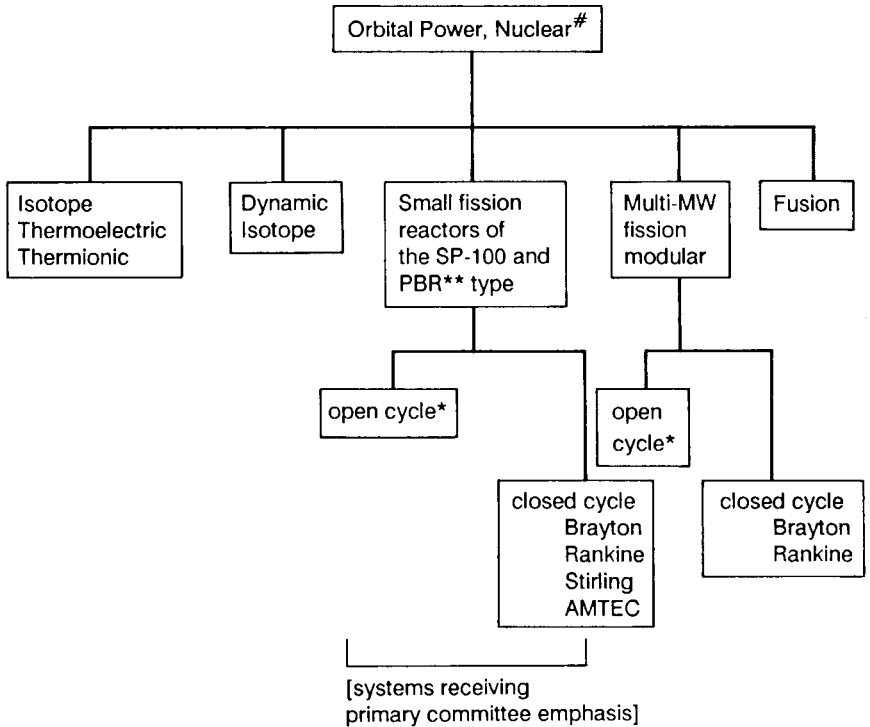 Orbital Power, Nuclear#
Isotope
Thermoelectric
Thermionic
Dynamic
Isotope
Small fission
reactors of
the SP-100 and
PBR** type
Multi-MW
fission
modular
Fusion
open cycle*
closed cycle
Brayton
Rankine
Stirling
AMTEC
open
cycle*
closed cycle
Brayton
Rankine
[systems receiving
primary committee emphasis]